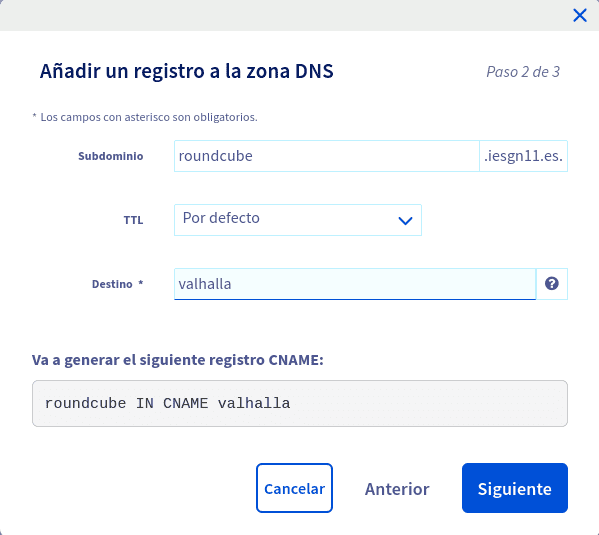 Añadir un registro a la zona DNS
Paso 2 de 3
* Los campos con asterisco son obligatorios.
Subdominio roundcube .iesgn11.es.
TTL Por defecto
Destino * valhalla ?
Va a generar el siguiente registro CNAME:
roundcube IN CNAME valhalla
Cancelar Anterior Siguiente